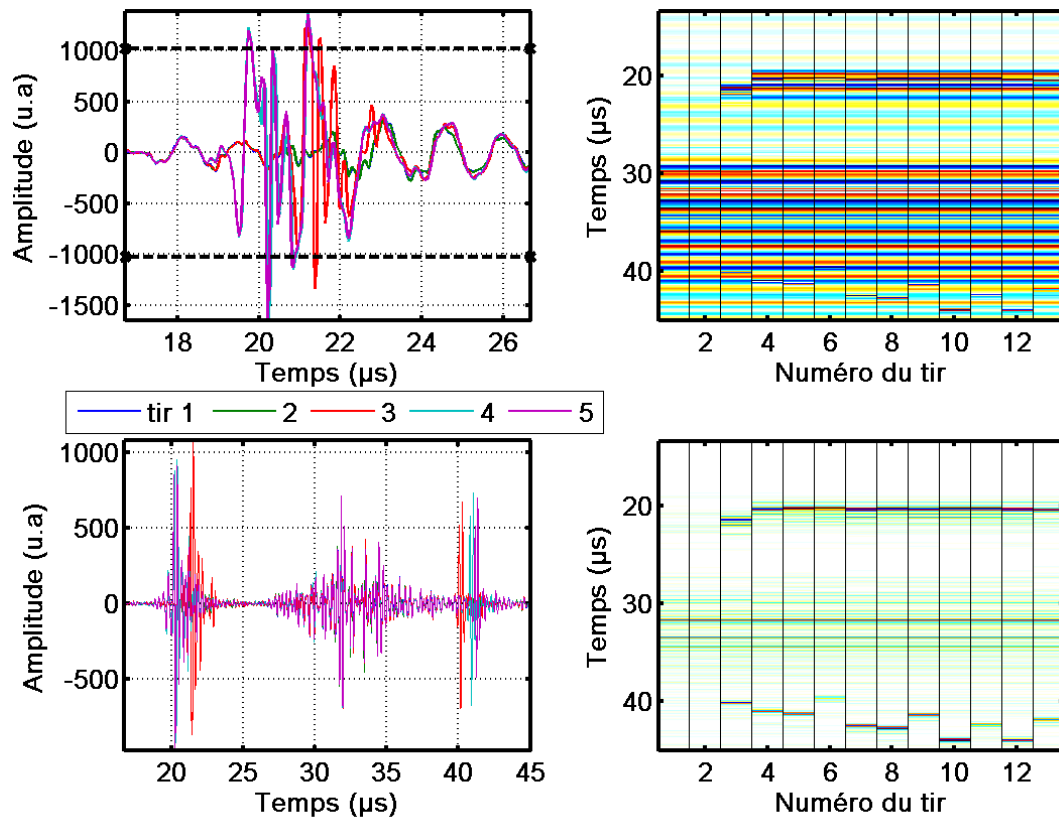 1000
500
0
-500
-1000
-1500
Amplitude (u.a)
18 20 22 24 26
Temps (µs)
20
30
40
Temps (µs)
2 4 6 8 10 12
Numéro du tir
tir 1 2 3 4 5
1000
500
0
-500
Amplitude (u.a)
20 25 30 35 40 45
Temps (µs)
20
30
40
Temps (µs)
2 4 6 8 10 12
Numéro du tir